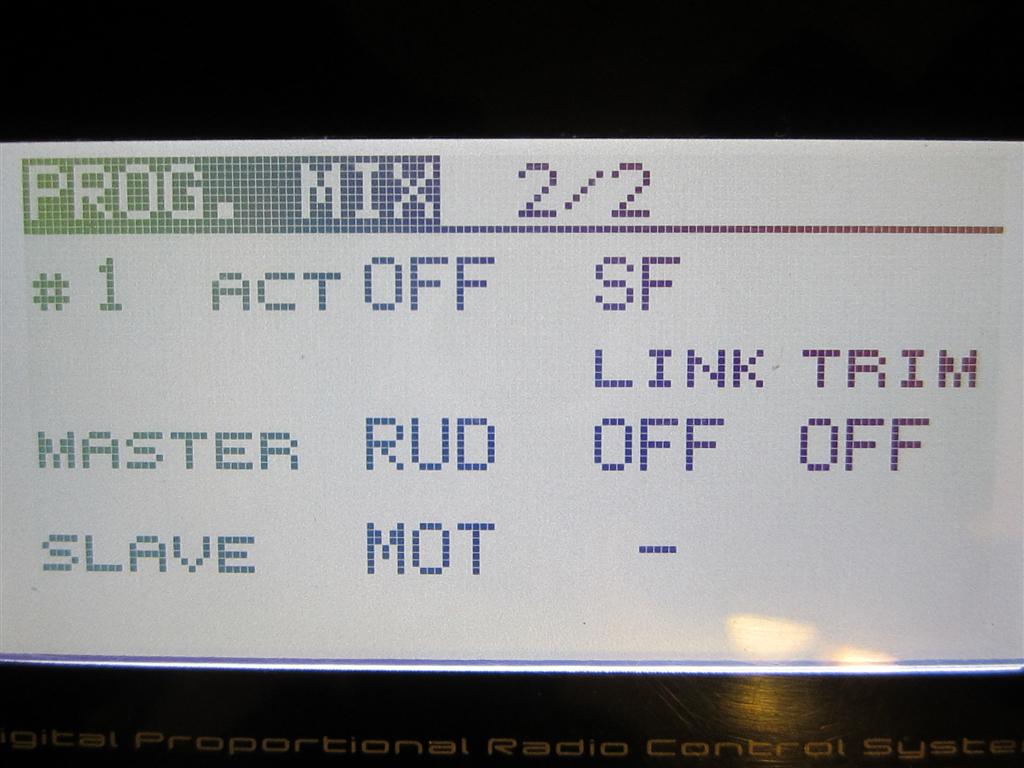 PROG. MIX 2/2
#1 ACT OFF SF
LINK TRIM
MASTER RUD OFF OFF
SLAVE MOT -
igital Proportional Radio Control Syste